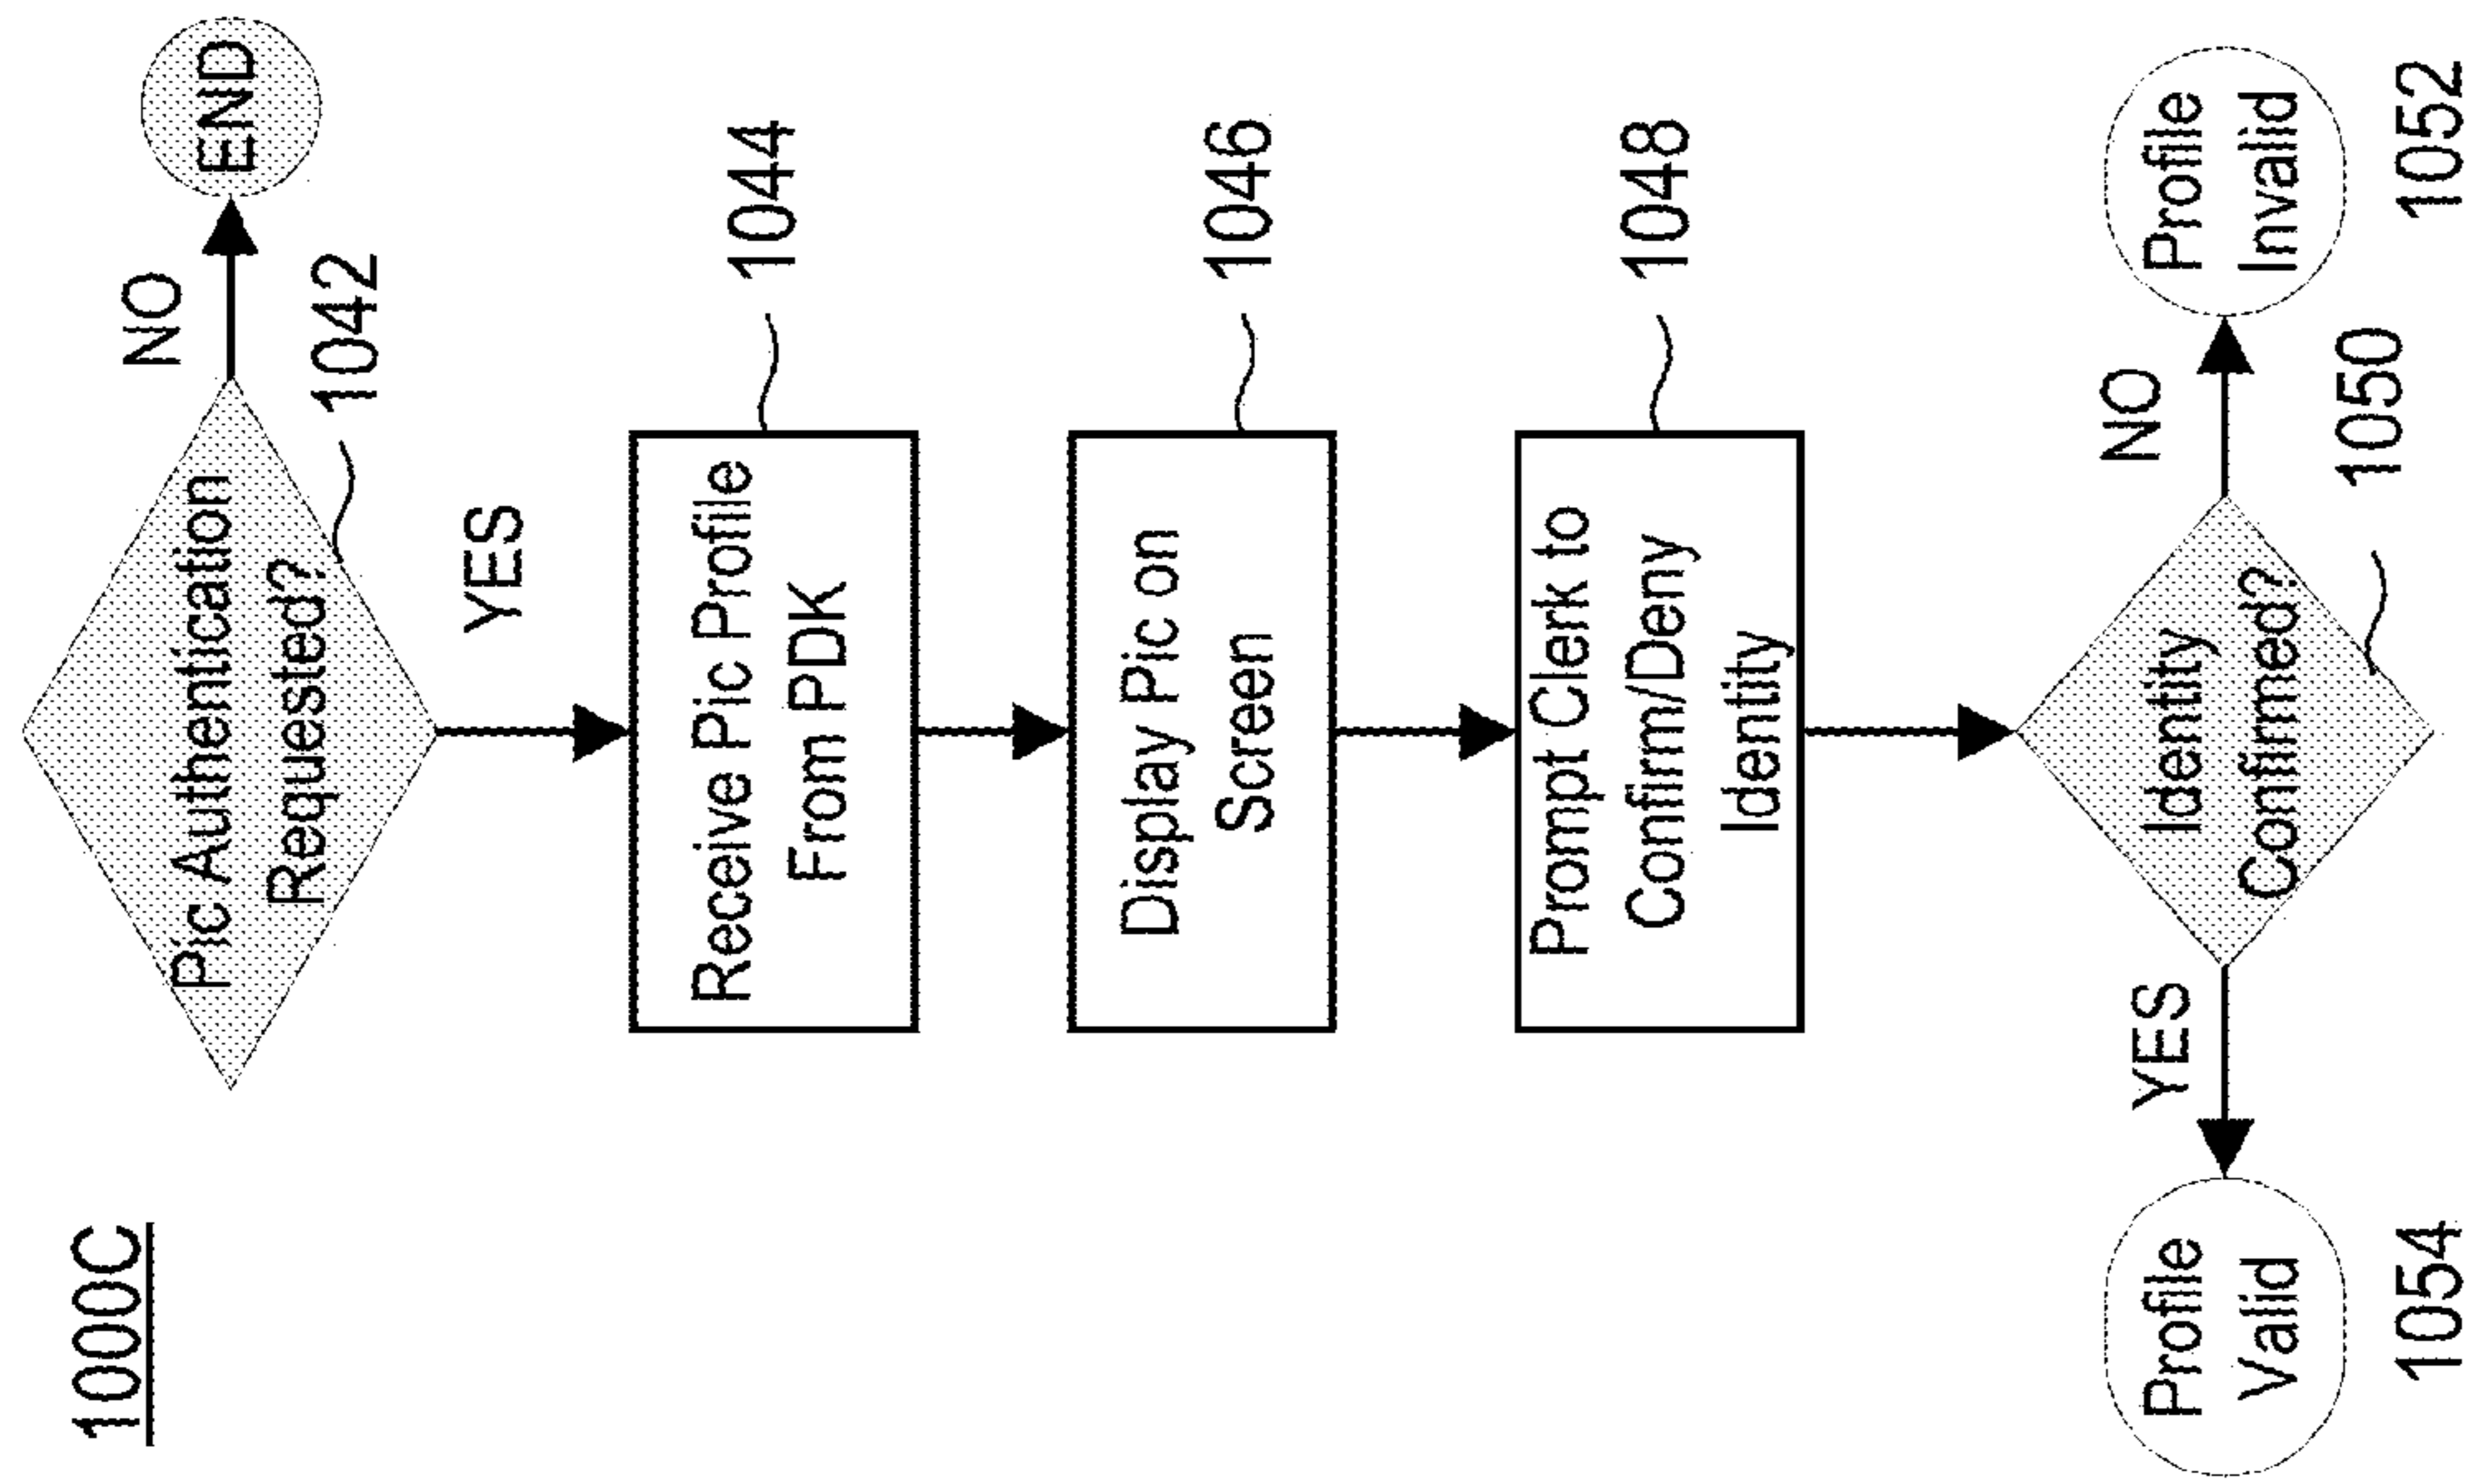 1000C
Pic Authentication
Requested?
1042
NO
END
YES
Receive Pic Profile
From PDK
1044
Display Pic on
Screen
1046
Prompt Clerk to
Confirm/Deny
Identity
1048
Identity
Confirmed?
1050
YES
NO
Profile
Valid
1054
Profile
Invalid
1052